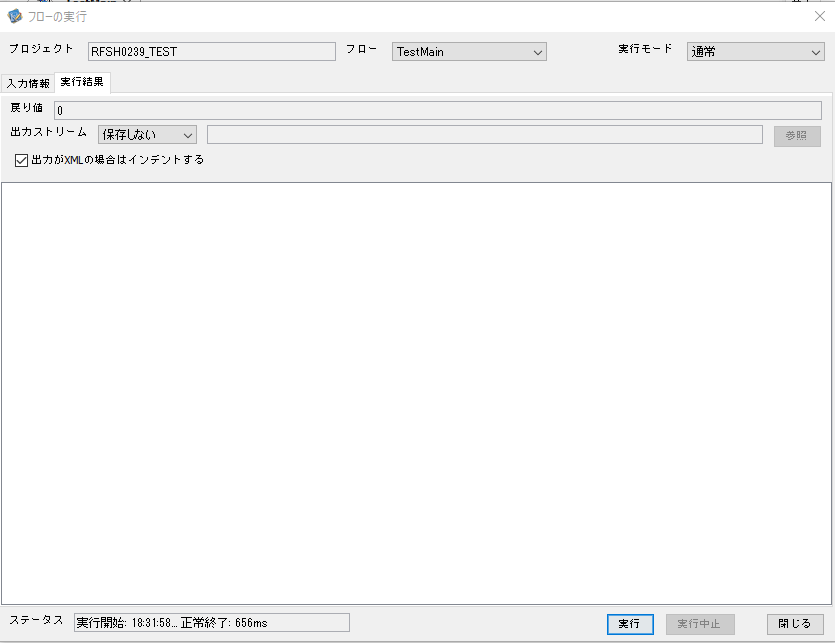 フローの実行
プロジェクト RFSH0239_TEST フロー TestMain 実行モード 通常
入力情報 実行結果
戻り値 0
出力ストリーム 保存しない 参照
出力がXMLの場合はインデントする
ステータス 実行開始: 18:31:58... 正常終了: 656ms 実行 実行中止 閉じる